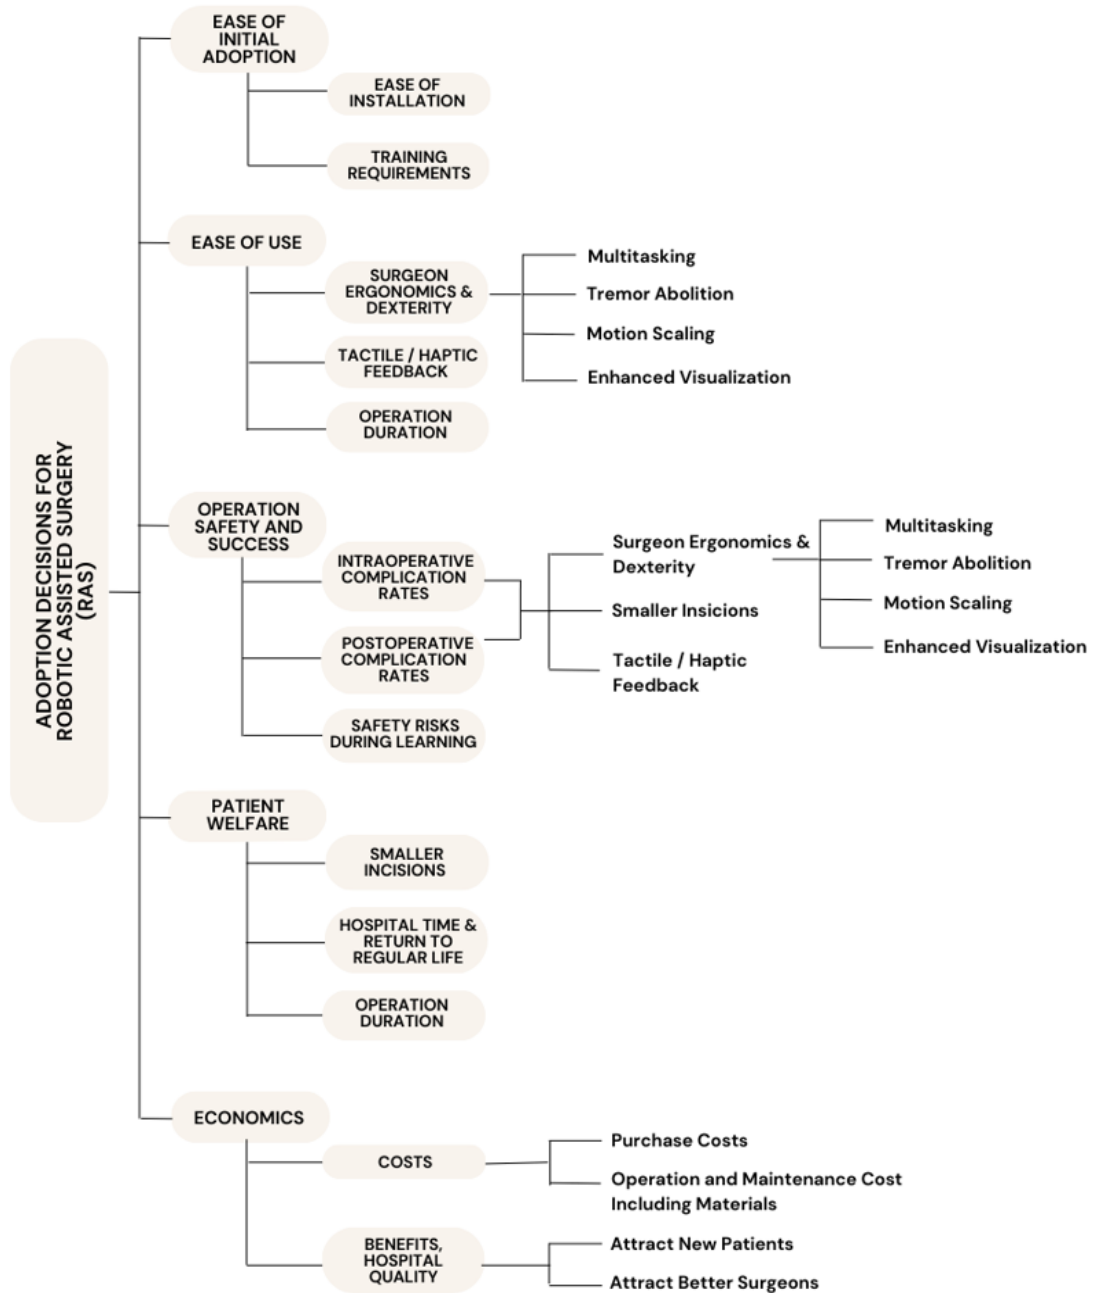 ADOPTION DECISIONS FOR
ROBOTIC ASSISTED SURGERY
(RAS)
EASE OF
INITIAL
ADOPTION
EASE OF
INSTALLATION
TRAINING
REQUIREMENTS
EASE OF USE
SURGEON
ERGONOMICS &
DEXTERITY
Multitasking
Tremor Abolition
Motion Scaling
Enhanced Visualization
TACTILE / HAPTIC
FEEDBACK
OPERATION
DURATION
OPERATION
SAFETY AND
SUCCESS
INTRAOPERATIVE
COMPLICATION
RATES
POSTOPERATIVE
COMPLICATION
RATES
Surgeon Ergonomics &
Dexterity
Multitasking
Tremor Abolition
Motion Scaling
Enhanced Visualization
Smaller Insicions
Tactile / Haptic
Feedback
SAFETY RISKS
DURING LEARNING
PATIENT
WELFARE
SMALLER
INCISIONS
HOSPITAL TIME &
RETURN TO
REGULAR LIFE
OPERATION
DURATION
ECONOMICS
COSTS
Purchase Costs
Operation and Maintenance Cost
Including Materials
BENEFITS,
HOSPITAL
QUALITY
Attract New Patients
Attract Better Surgeons